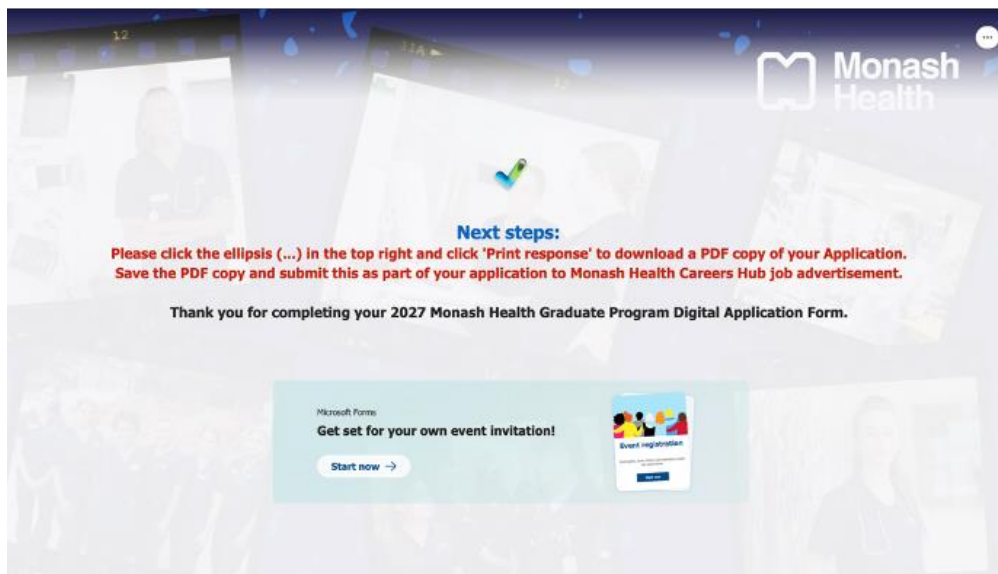 12
11A
...
Monash
Health
Next steps:
Please click the ellipsis (...) in the top right and click 'Print response' to download a PDF copy of your Application.
Save the PDF copy and submit this as part of your application to Monash Health Careers Hub job advertisement.
Thank you for completing your 2027 Monash Health Graduate Program Digital Application Form.
Microsoft Forms
Get set for your own event invitation!
Start now →
Event registration